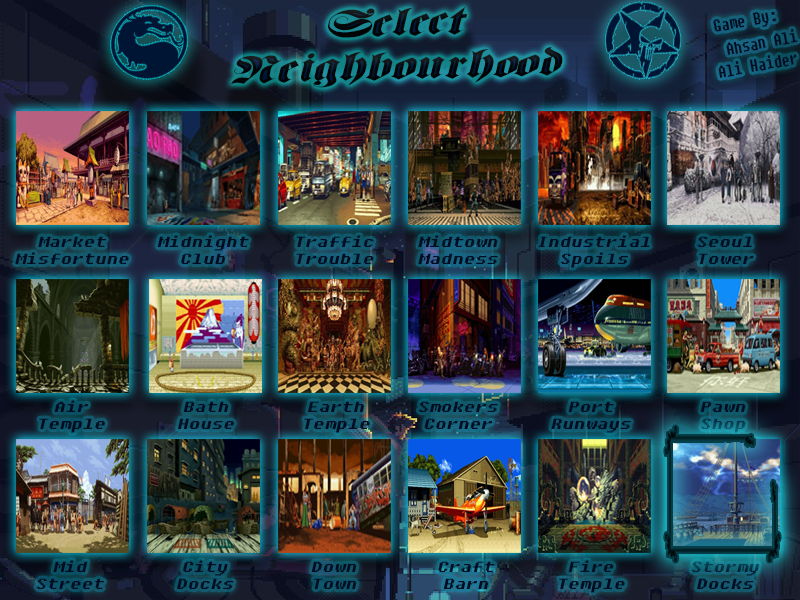 Select
Neighbourhood
Game By:
Ahsan Ali
Ali Haider
Market
Misfortune
Midnight
Club
Traffic
Trouble
Midtown
Madness
Industrial
Spoils
Seoul
Tower
Air
Temple
Bath
House
Earth
Temple
Smokers
Corner
Port
Runways
Pawn
Shop
Mid
Street
City
Docks
Down
Town
Craft
Barn
Fire
Temple
Stormy
Docks